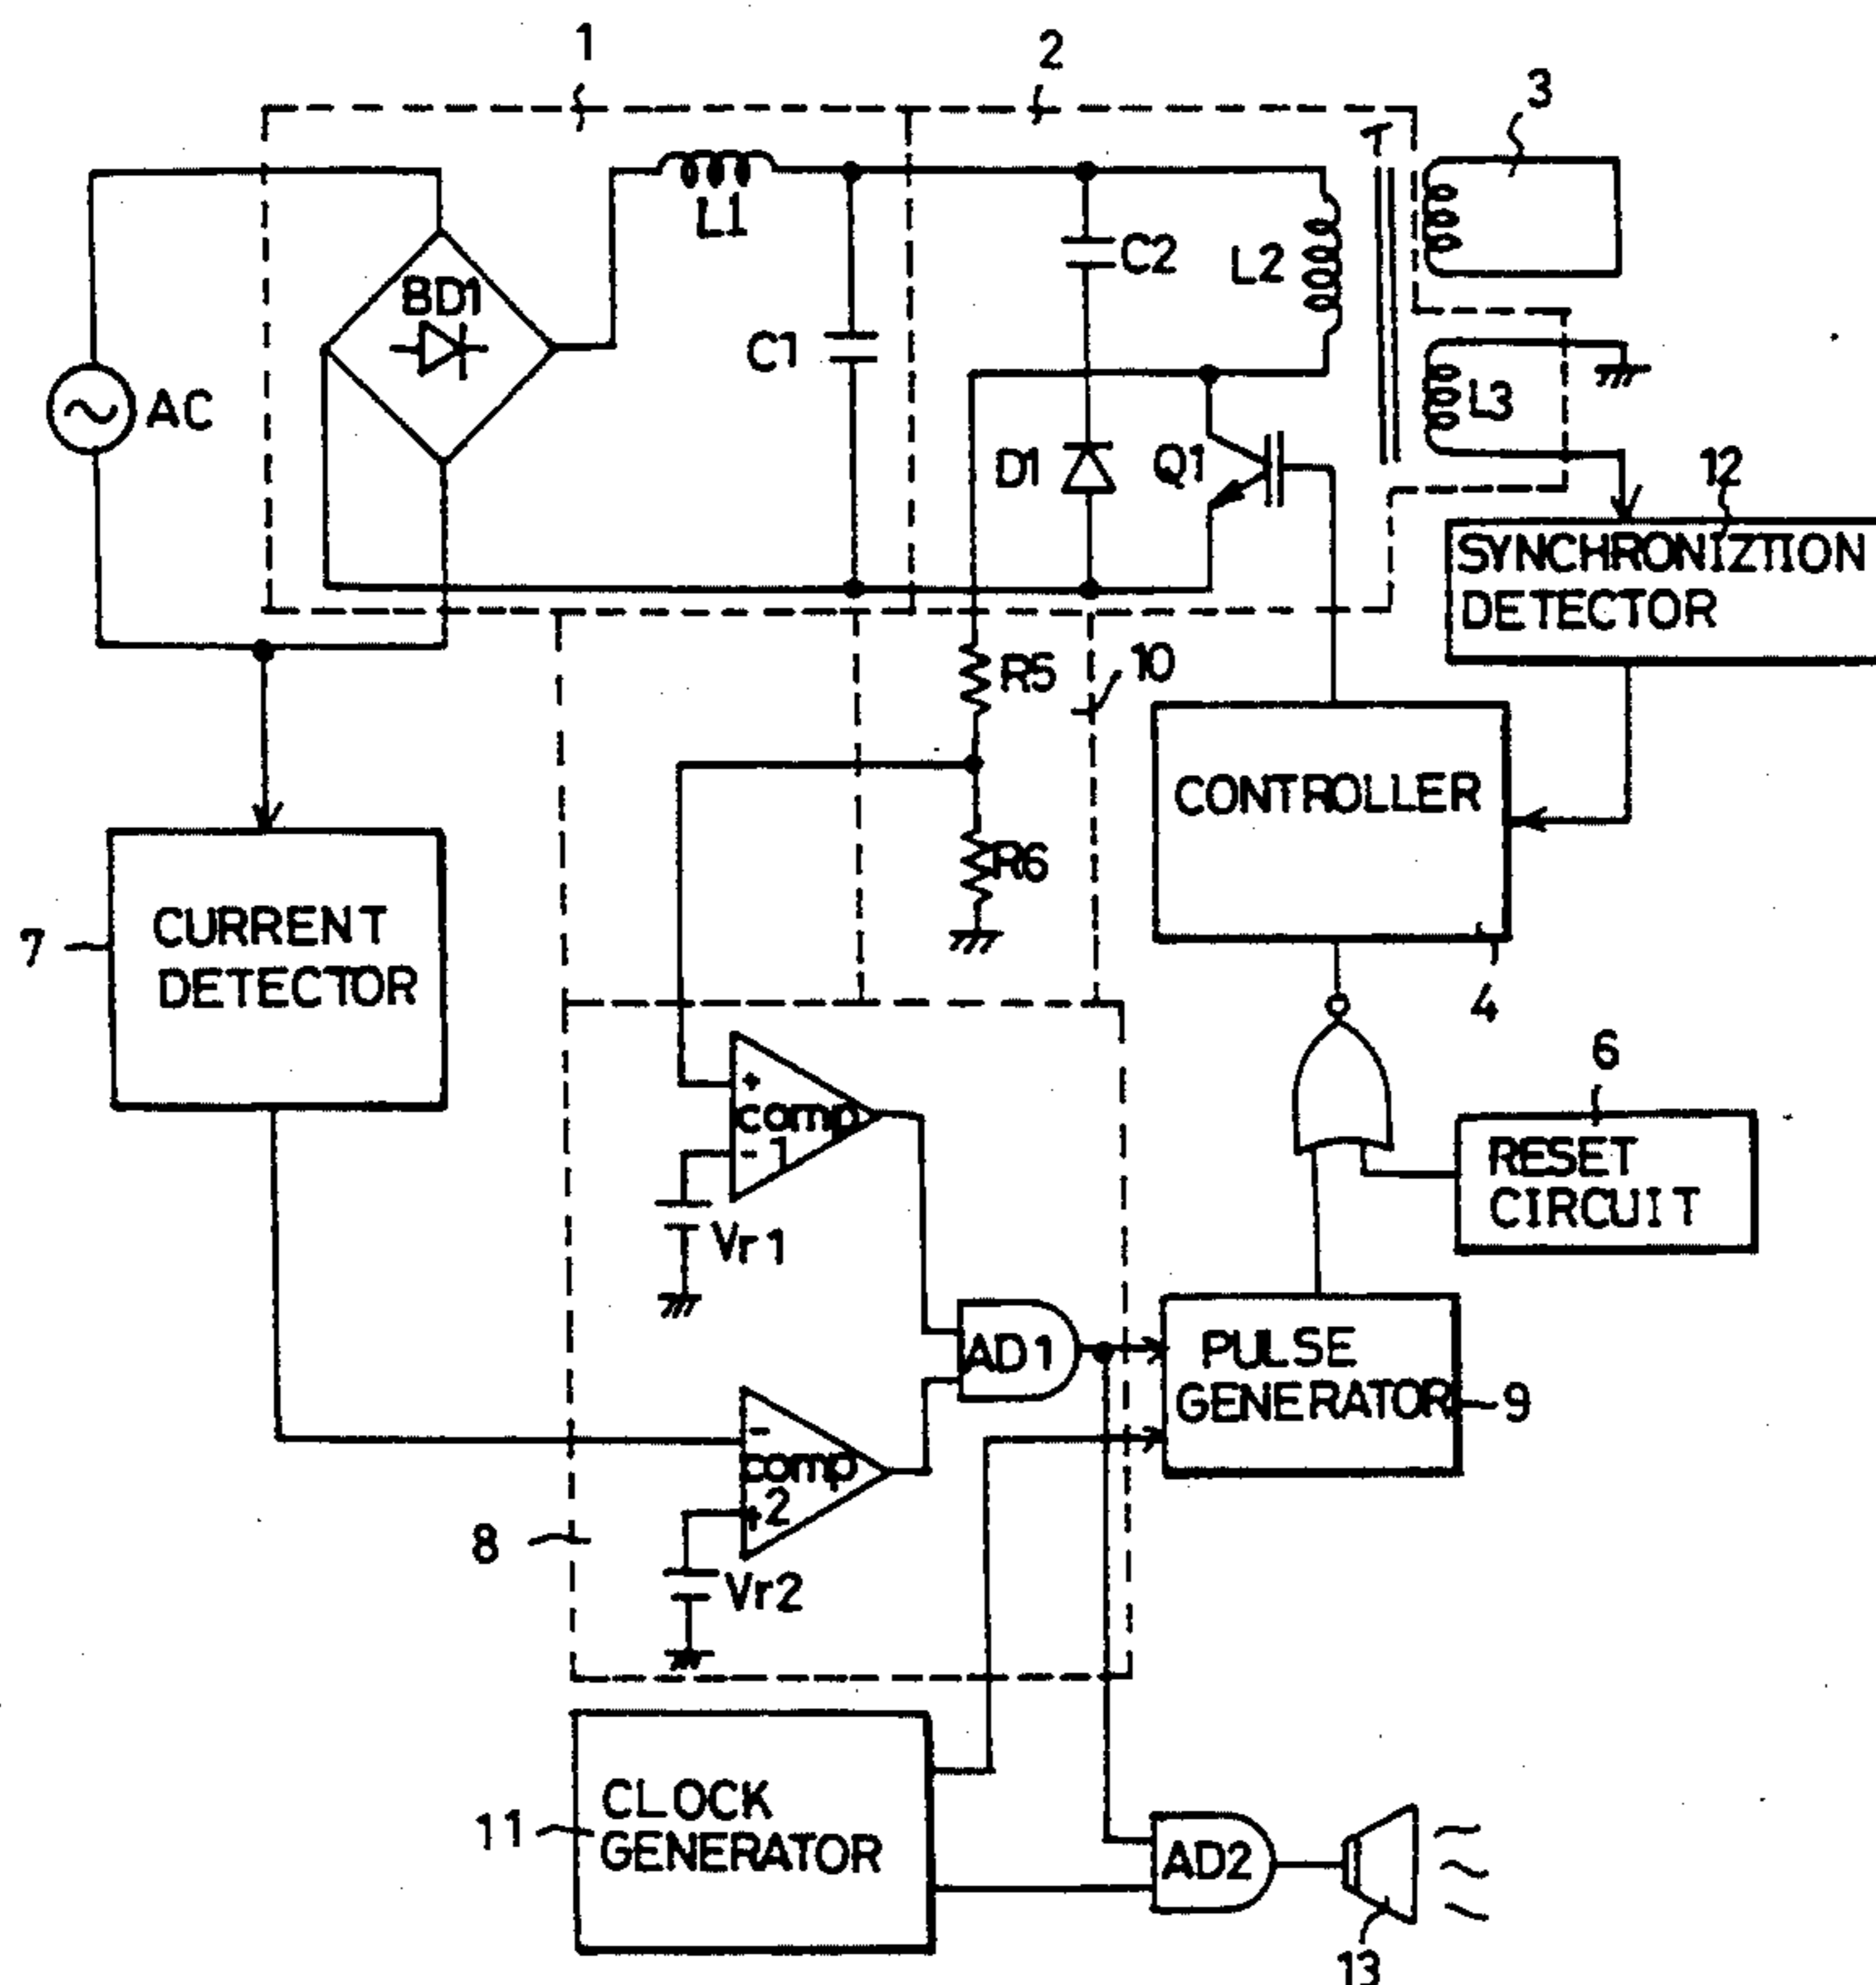 1
2
3
L1
C2
L2
BD1
C1
AC
L3
D1
Q1
12
SYNCHRONIZTION
DETECTOR
R5
10
CONTROLLER
R6
7
CURRENT
DETECTOR
4
6
+
comp
- 1
RESET
CIRCUIT
Vr1
AD1
PULSE
GENERATOR
9
-
comp
+2
8
Vr2
CLOCK
GENERATOR
11
AD2
13